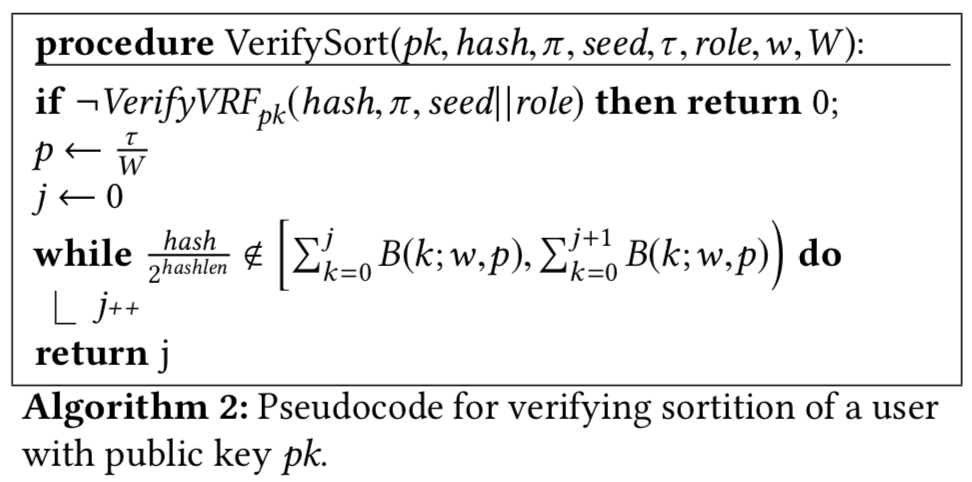 procedure VerifySort(pk, hash, π, seed, τ, role, w, W):
if ¬VerifyVRF_pk(hash, π, seed||role) then return 0;
p ← τ/W
j ← 0
while hash/2^hashlen ∉ [∑_{k=0}^{j} B(k; w, p), ∑_{k=0}^{j+1} B(k; w, p)) do
j++
return j
Algorithm 2: Pseudocode for verifying sortition of a user
with public key pk.